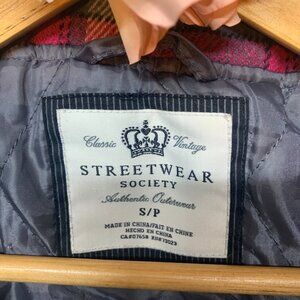 Classic Vintage
STREETWEAR
SOCIETY
Authentic Outerwear
S/P
MADE IN CHINA/FAIT EN CHINE
HECHO EN CHINA